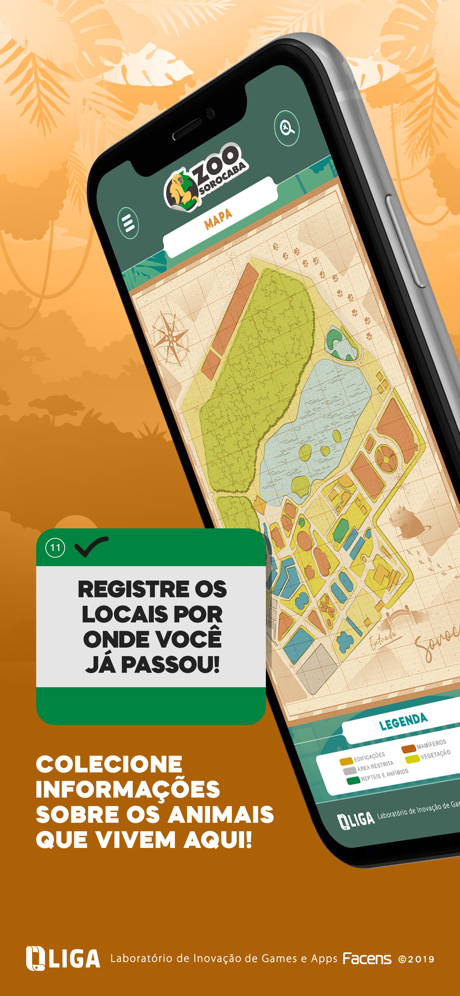 ZOO
SOROCABA
MAPA
Entrada
LEGENDA
EDIFICAÇÕES
MAMÍFEROS
ÁREA RESTRITA
VEGETAÇÃO
RÉPTEIS E ANFÍBIOS
LIGA Laboratório de Inovação de
11
REGISTRE OS
LOCAIS POR
ONDE VOCÊ
JÁ PASSOU!
COLECIONE
INFORMAÇÕES
SOBRE OS ANIMAIS
QUE VIVEM AQUI!
LIGA Laboratório de Inovação de Games e Apps Facens ©2019